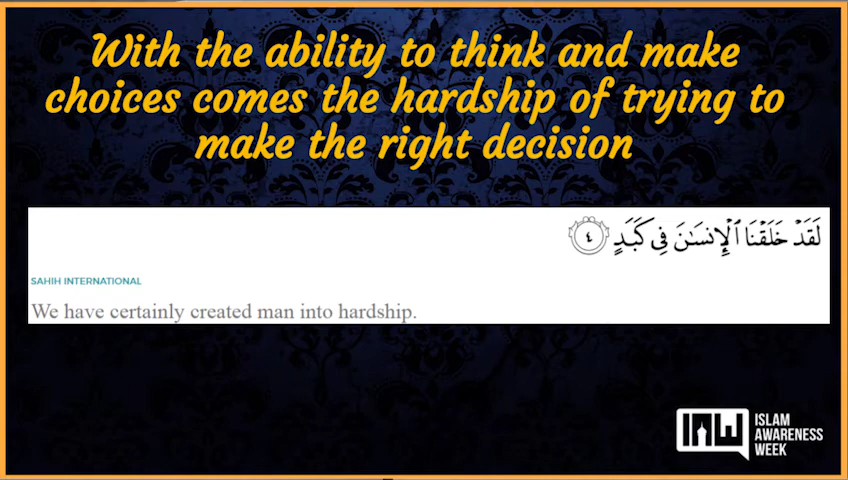 With the ability to think and make
choices comes the hardship of trying to
make the right decision
لَقَدْ خَلَقْنَا ٱلْإِنسَـٰنَ فِى كَبَدٍ ٤
SAHIH INTERNATIONAL
We have certainly created man into hardship.
IAW
ISLAM
AWARENESS
WEEK